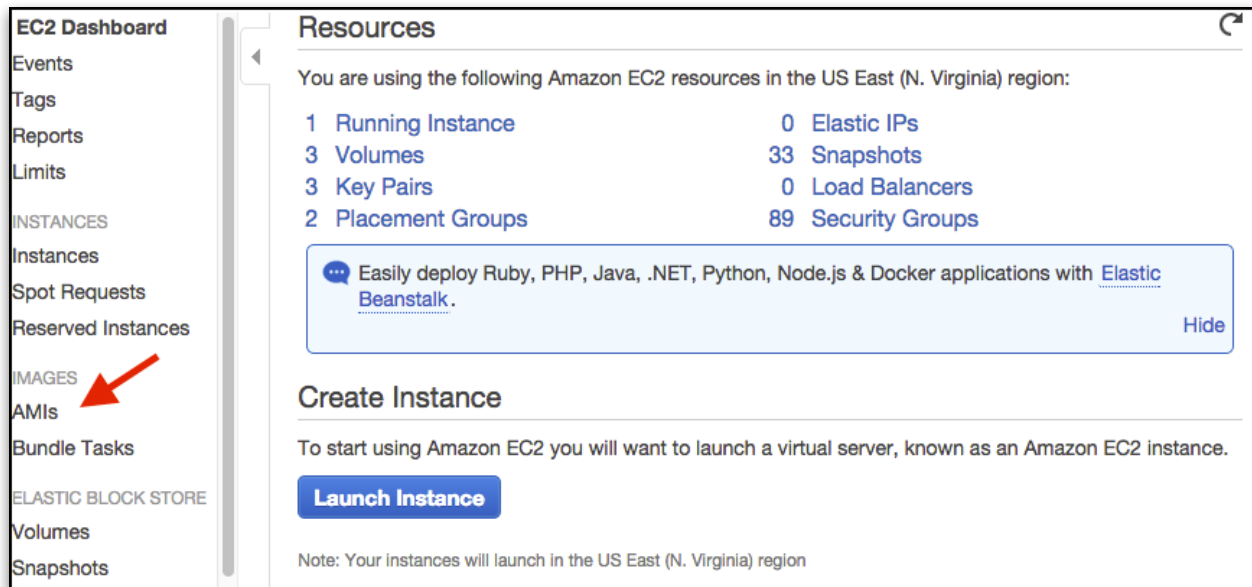 EC2 Dashboard
Events
Tags
Reports
Limits
INSTANCES
Instances
Spot Requests
Reserved Instances
IMAGES
AMIs
Bundle Tasks
ELASTIC BLOCK STORE
Volumes
Snapshots
Resources
You are using the following Amazon EC2 resources in the US East (N. Virginia) region:
1 Running Instance 0 Elastic IPs
3 Volumes 33 Snapshots
3 Key Pairs 0 Load Balancers
2 Placement Groups 89 Security Groups
Easily deploy Ruby, PHP, Java, .NET, Python, Node.js & Docker applications with Elastic
Beanstalk.
Hide
Create Instance
To start using Amazon EC2 you will want to launch a virtual server, known as an Amazon EC2 instance.
Launch Instance
Note: Your instances will launch in the US East (N. Virginia) region